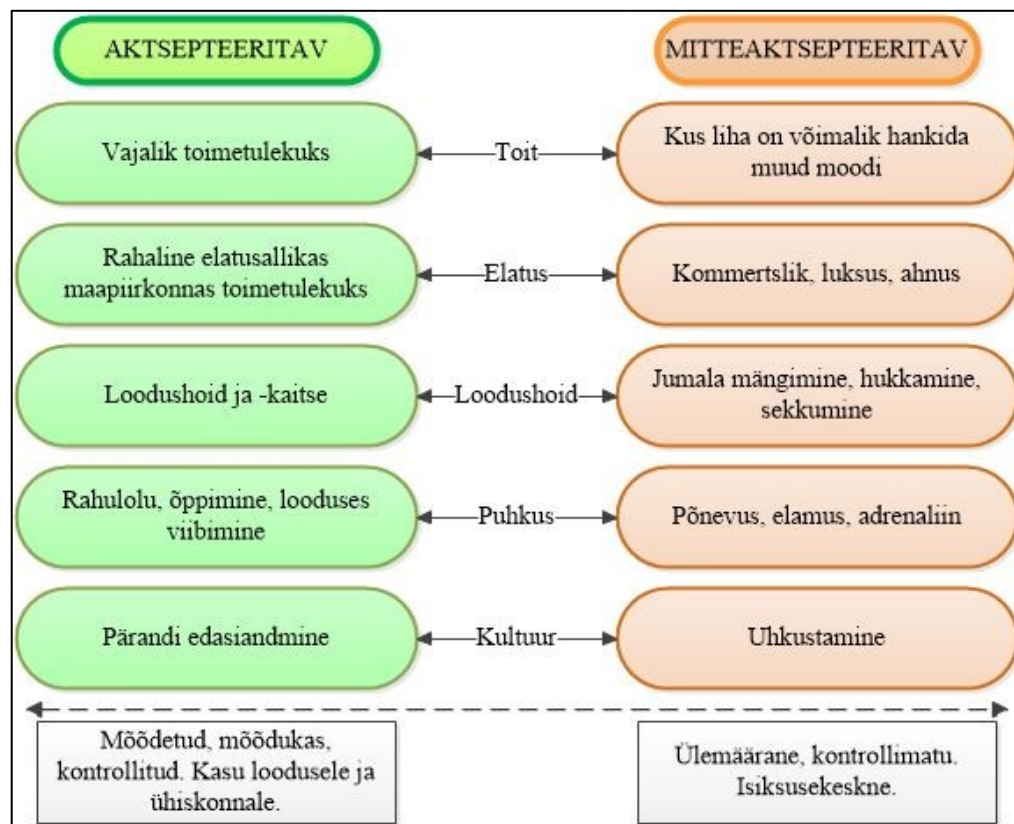 AKTSEPTEERITAV
MITTEAKTSEPTEERITAV
Vajalik toimetulekuks
Toit
Kus liha on võimalik hankida
muud moodi
Rahaline elatusallikas
maapiirkonnas toimetulekuks
Elatus
Kommertslik, luksus, ahnus
Loodushoid ja -kaitse
Loodushoid
Jumala mängimine, hukkamine,
sekkumine
Rahulolu, õppimine, looduses
viibimine
Puhkus
Põnevus, elamus, adrenaliin
Pärandi edasiandmine
Kultuur
Uhkustamine
Mõõdetud, mõõdukas,
kontrollitud. Kasu loodusele ja
ühiskonnale.
Ülemäärane, kontrollimatu.
Isiksusekeskne.